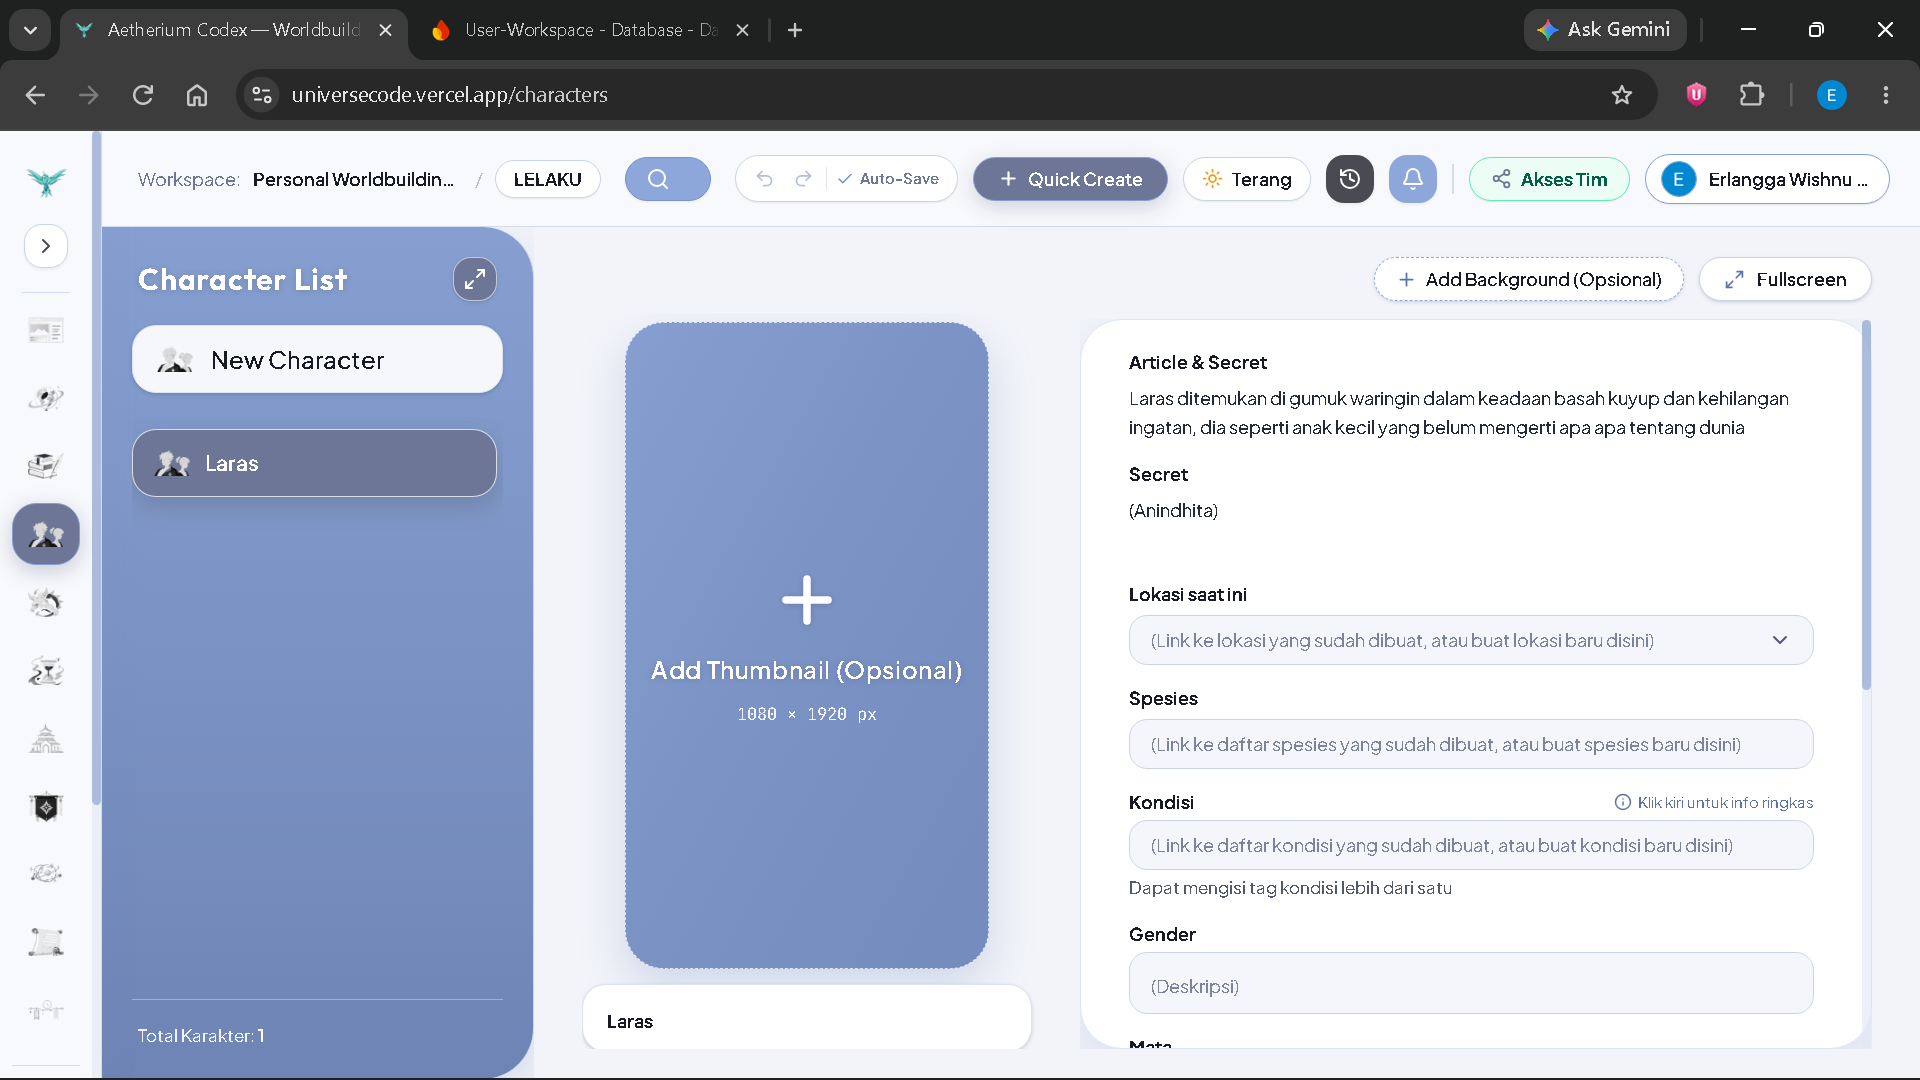 Aetherium Codex — Worldbuild
User-Workspace - Database - Da
Ask Gemini
universecode.vercel.app/characters
E
Workspace: Personal Worldbuildin... / LELAKU
Auto-Save
Quick Create
Terang
Akses Tim
E Erlangga Wishnu ...
Character List
New Character
Laras
Total Karakter: 1
Add Background (Opsional)
Fullscreen
Add Thumbnail (Opsional)
1080 × 1920 px
Laras
Article & Secret
Laras ditemukan di gumuk waringin dalam keadaan basah kuyup dan kehilangan
ingatan, dia seperti anak kecil yang belum mengerti apa apa tentang dunia
Secret
(Anindhita)
Lokasi saat ini
(Link ke lokasi yang sudah dibuat, atau buat lokasi baru disini)
Spesies
(Link ke daftar spesies yang sudah dibuat, atau buat spesies baru disini)
Kondisi
Klik kiri untuk info ringkas
(Link ke daftar kondisi yang sudah dibuat, atau buat kondisi baru disini)
Dapat mengisi tag kondisi lebih dari satu
Gender
(Deskripsi)
Mata